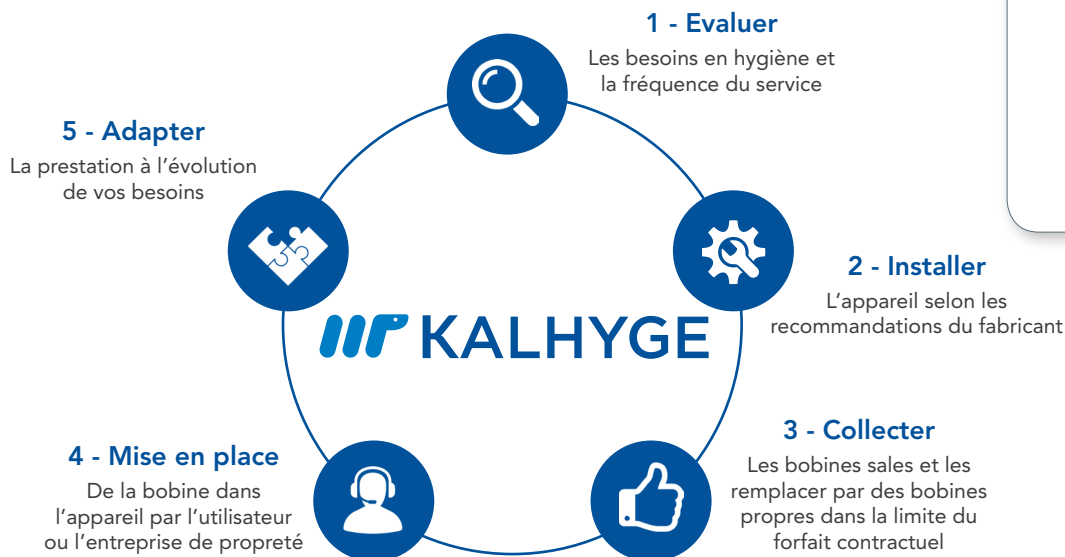 1 - Evaluer
Les besoins en hygiène et
la fréquence du service
5 - Adapter
La prestation à l'évolution
de vos besoins
2 - Installer
L'appareil selon les
recommandations du fabricant
KALHYGE
3 - Collecter
Les bobines sales et les
remplacer par des bobines
propres dans la limite du
forfait contractuel
4 - Mise en place
De la bobine dans
l'appareil par l'utilisateur
ou l'entreprise de propreté